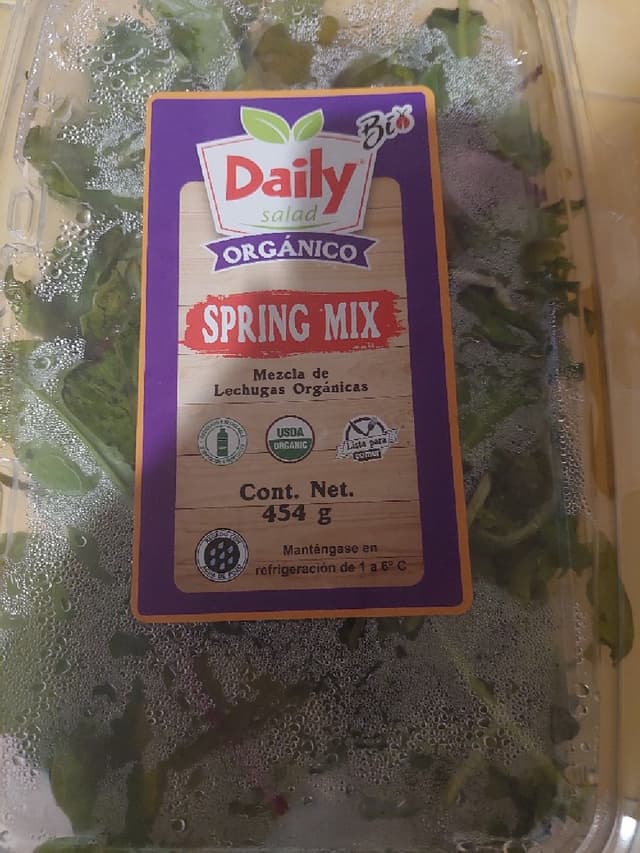 Bio
Daily
salad
ORGÁNICO
SPRING MIX
Mezcla de
Lechugas Orgánicas
USDA
ORGANIC
Lista para
comer
Cont. Net.
454 g
Manténgase en
refrigeración de 1 a 6° C